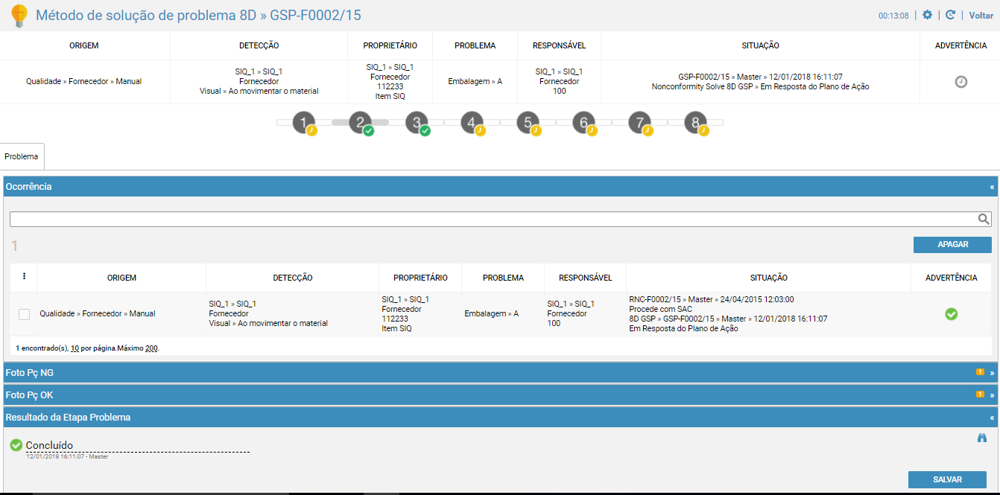 Método de solução de problema 8D » GSP-F0002/15
00:13:08 | | | Voltar
ORIGEM DETECÇÃO PROPRIETÁRIO PROBLEMA RESPONSÁVEL SITUAÇÃO ADVERTÊNCIA
Qualidade » Fornecedor » Manual
SIQ_1 » SIQ_1
Fornecedor
Visual » Ao movimentar o material
SIQ_1 » SIQ_1
Fornecedor
112233
Item SIQ
Embalagem » A
SIQ_1 » SIQ_1
Fornecedor
100
GSP-F0002/15 » Master » 12/01/2018 16:11:07
Nonconformity Solve 8D GSP » Em Resposta do Plano de Ação
1 2 3 4 5 6 7 8
Problema
Ocorrência «
1
APAGAR
ORIGEM DETECÇÃO PROPRIETÁRIO PROBLEMA RESPONSÁVEL SITUAÇÃO ADVERTÊNCIA
Qualidade » Fornecedor » Manual
SIQ_1 » SIQ_1
Fornecedor
Visual » Ao movimentar o material
SIQ_1 » SIQ_1
Fornecedor
112233
Item SIQ
Embalagem » A
SIQ_1 » SIQ_1
Fornecedor
100
RNC-F0002/15 » Master » 24/04/2015 12:03:00
Procede com SAC
8D GSP » GSP-F0002/15 » Master » 12/01/2018 16:11:07
Em Resposta do Plano de Ação
1 encontrado(s), 10 por página.Máximo 200.
Foto Pç NG 1 »
Foto Pç OK 1 »
Resultado da Etapa Problema «
Concluído
12/01/2018 16:11:07 - Master
SALVAR